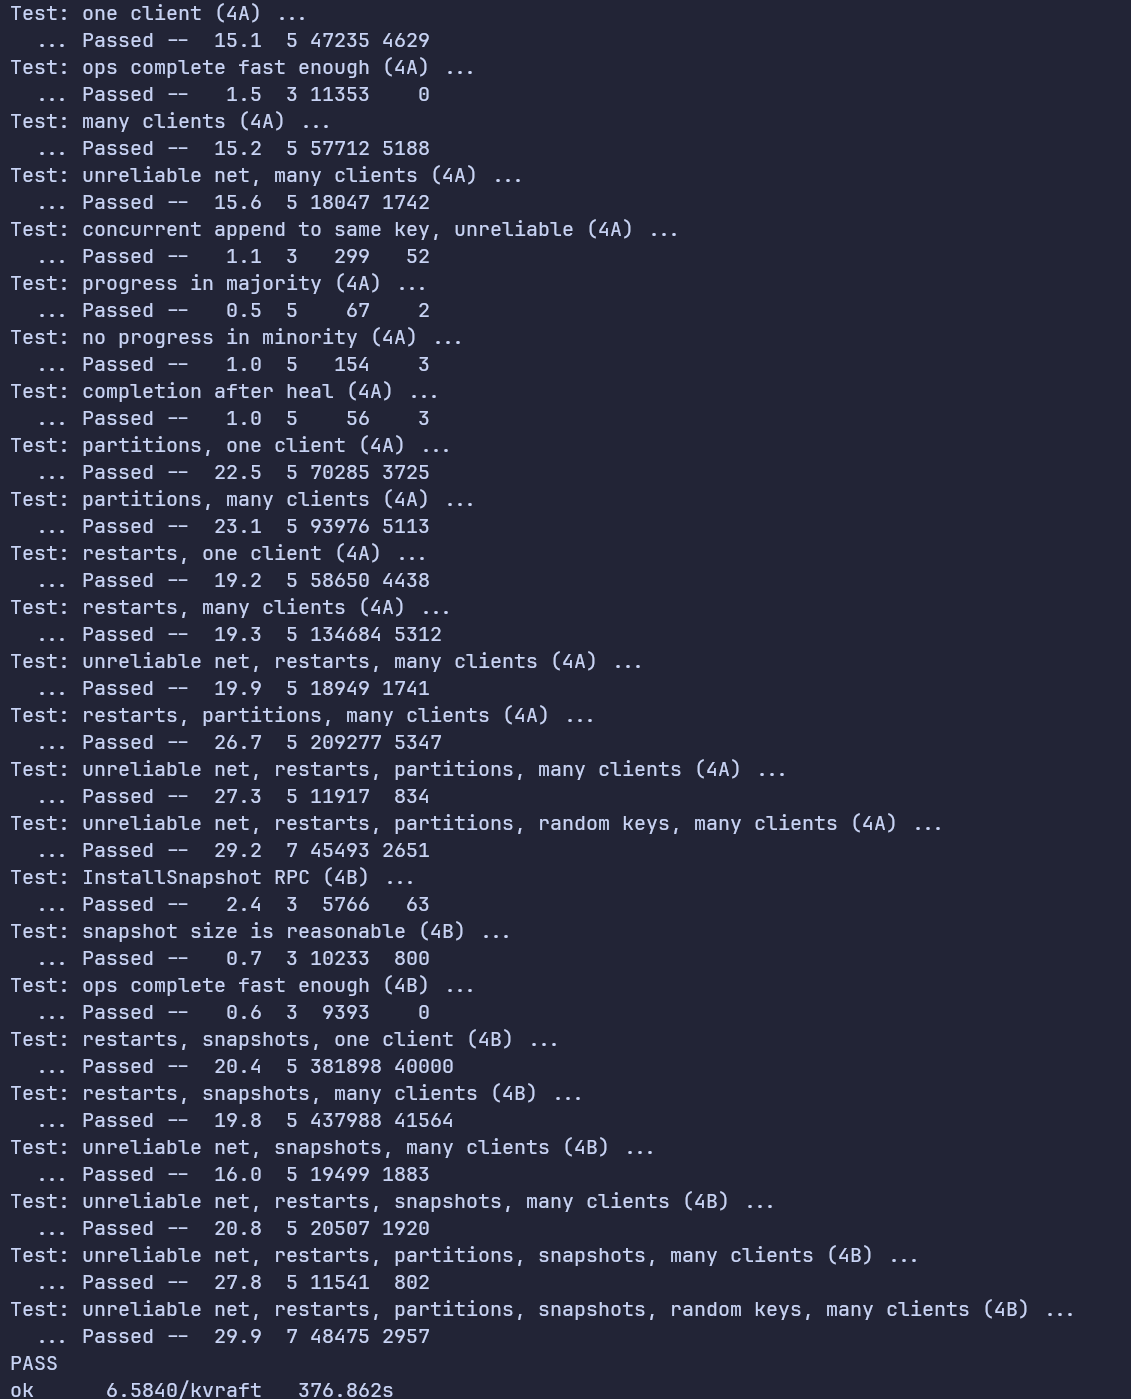 Test: one client (4A) ...
  ... Passed --  15.1  5 47235 4629
Test: ops complete fast enough (4A) ...
  ... Passed --   1.5  3 11353    0
Test: many clients (4A) ...
  ... Passed --  15.2  5 57712 5188
Test: unreliable net, many clients (4A) ...
  ... Passed --  15.6  5 18047 1742
Test: concurrent append to same key, unreliable (4A) ...
  ... Passed --   1.1  3   299   52
Test: progress in majority (4A) ...
  ... Passed --   0.5  5    67    2
Test: no progress in minority (4A) ...
  ... Passed --   1.0  5   154    3
Test: completion after heal (4A) ...
  ... Passed --   1.0  5    56    3
Test: partitions, one client (4A) ...
  ... Passed --  22.5  5 70285 3725
Test: partitions, many clients (4A) ...
  ... Passed --  23.1  5 93976 5113
Test: restarts, one client (4A) ...
  ... Passed --  19.2  5 58650 4438
Test: restarts, many clients (4A) ...
  ... Passed --  19.3  5 134684 5312
Test: unreliable net, restarts, many clients (4A) ...
  ... Passed --  19.9  5 18949 1741
Test: restarts, partitions, many clients (4A) ...
  ... Passed --  26.7  5 209277 5347
Test: unreliable net, restarts, partitions, many clients (4A) ...
  ... Passed --  27.3  5 11917  834
Test: unreliable net, restarts, partitions, random keys, many clients (4A) ...
  ... Passed --  29.2  7 45493 2651
Test: InstallSnapshot RPC (4B) ...
  ... Passed --   2.4  3  5766   63
Test: snapshot size is reasonable (4B) ...
  ... Passed --   0.7  3 10233  800
Test: ops complete fast enough (4B) ...
  ... Passed --   0.6  3  9393    0
Test: restarts, snapshots, one client (4B) ...
  ... Passed --  20.4  5 381898 40000
Test: restarts, snapshots, many clients (4B) ...
  ... Passed --  19.8  5 437988 41564
Test: unreliable net, snapshots, many clients (4B) ...
  ... Passed --  16.0  5 19499 1883
Test: unreliable net, restarts, snapshots, many clients (4B) ...
  ... Passed --  20.8  5 20507 1920
Test: unreliable net, restarts, partitions, snapshots, many clients (4B) ...
  ... Passed --  27.8  5 11541  802
Test: unreliable net, restarts, partitions, snapshots, random keys, many clients (4B) ...
  ... Passed --  29.9  7 48475 2957
PASS
ok      6.5840/kvraft   376.862s